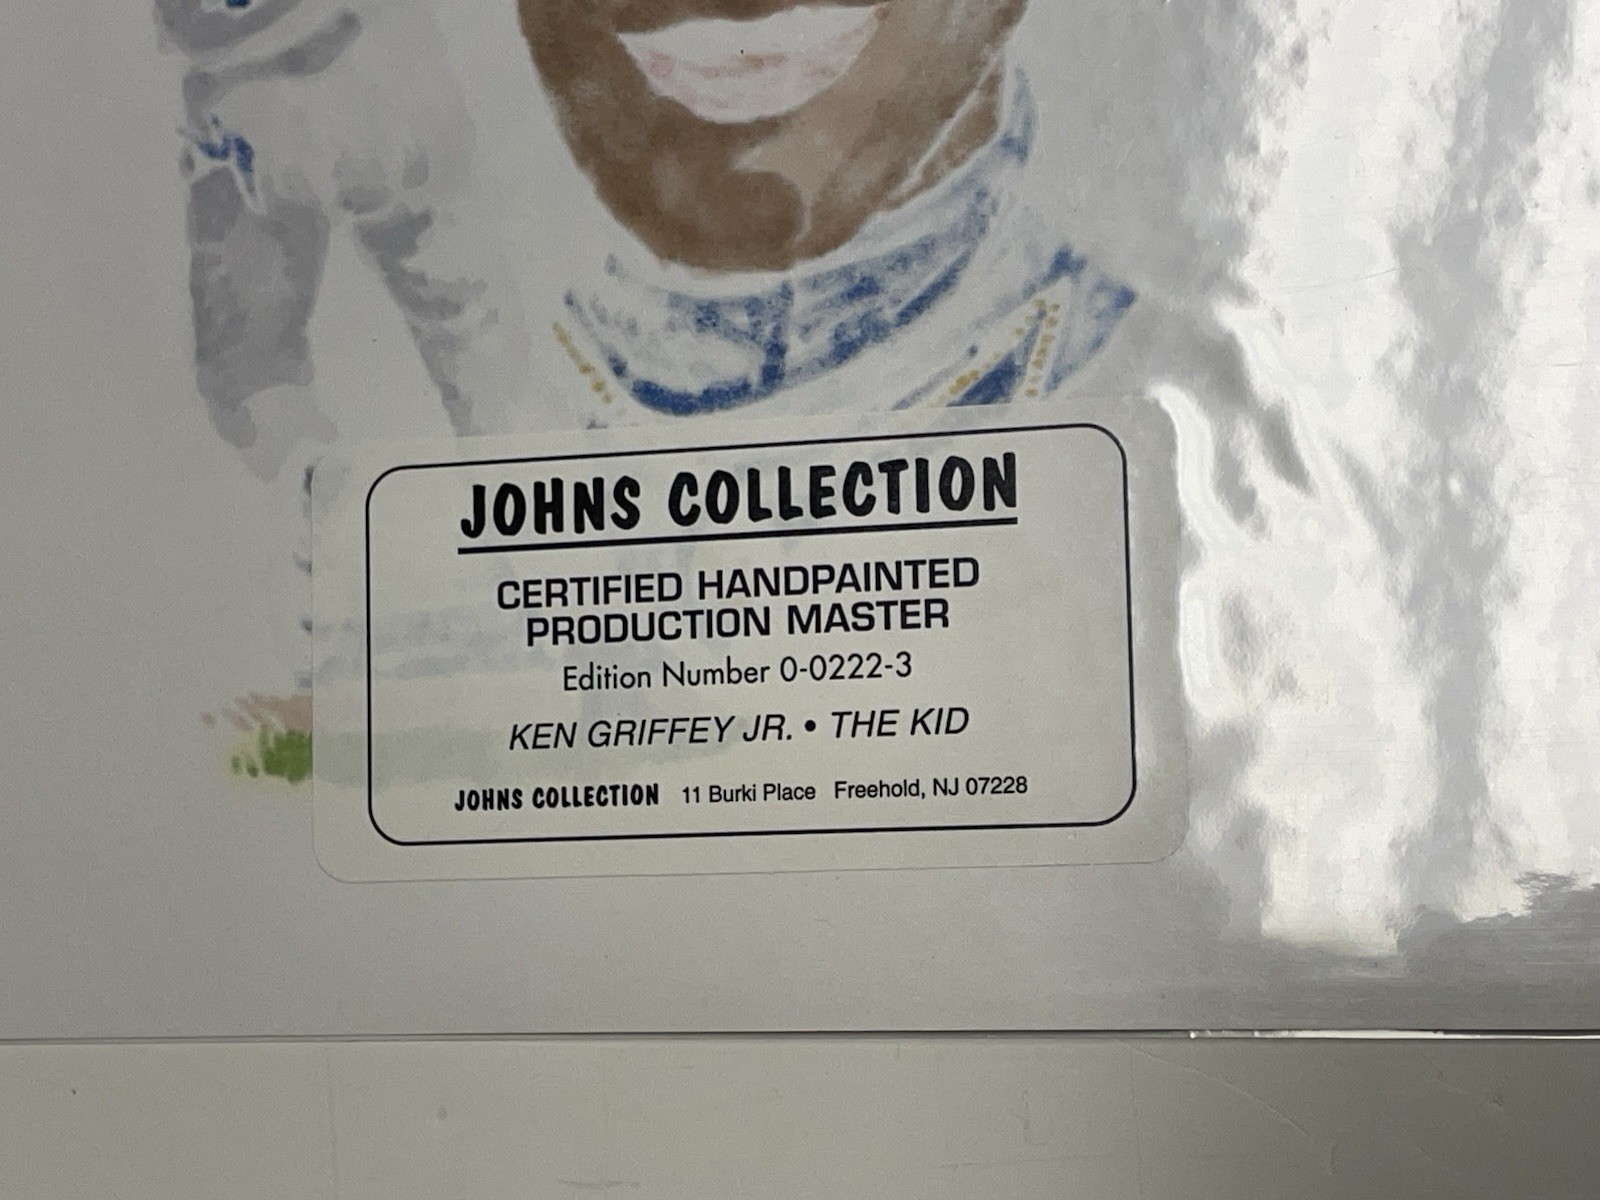 JOHNS COLLECTION
CERTIFIED HANDPAINTED
PRODUCTION MASTER
Edition Number 0-0222-3
KEN GRIFFEY JR. • THE KID
JOHNS COLLECTION 11 Burki Place Freehold, NJ 07228